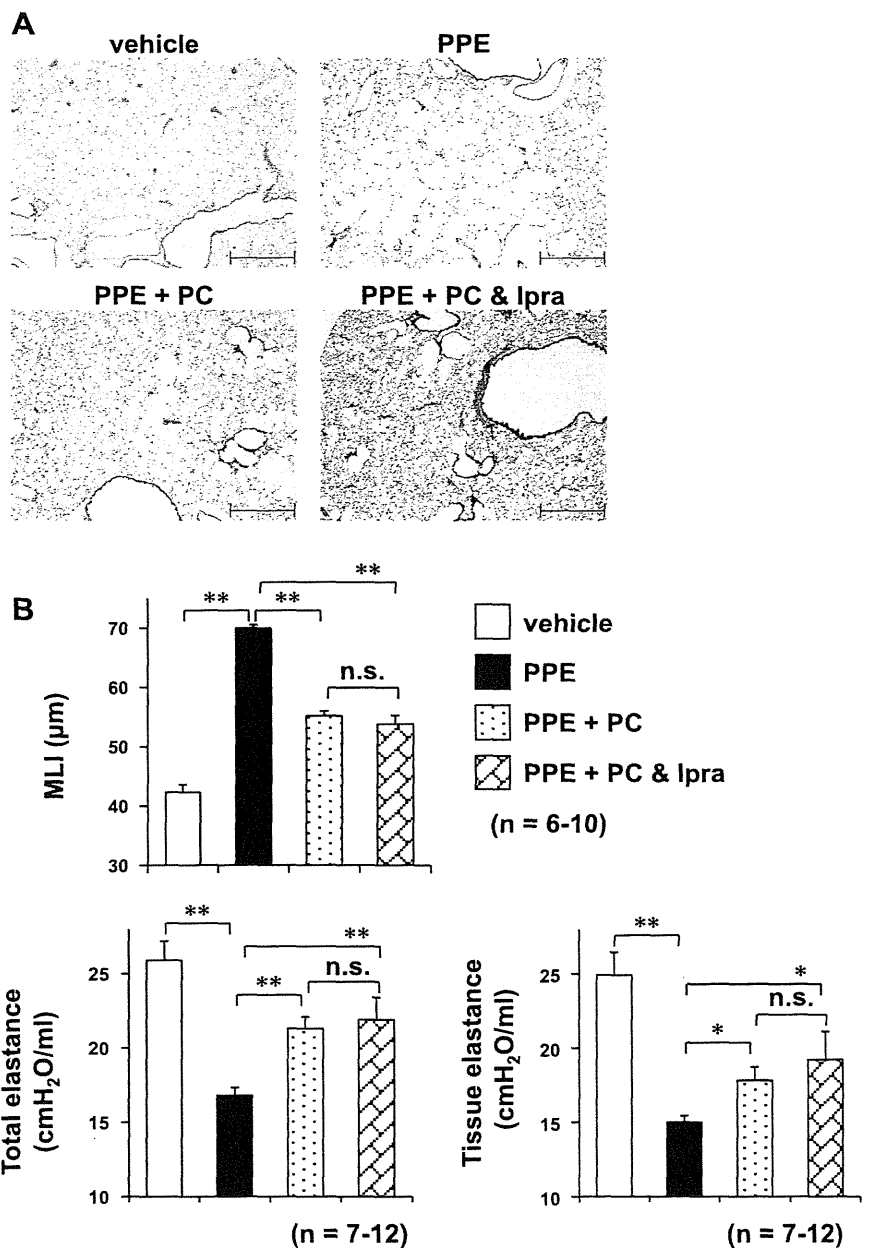 A
vehicle
PPE
PPE + PC
PPE + PC & Ipra
B
**
**
**
n.s.
70
60
50
40
30
MLI (µm)
vehicle
PPE
PPE + PC
PPE + PC & Ipra
(n = 6-10)
**
**
**
n.s.
25
20
15
10
Total elastance
(cmH₂O/ml)
(n = 7-12)
**
*
*
n.s.
25
20
15
10
Tissue elastance
(cmH₂O/ml)
(n = 7-12)